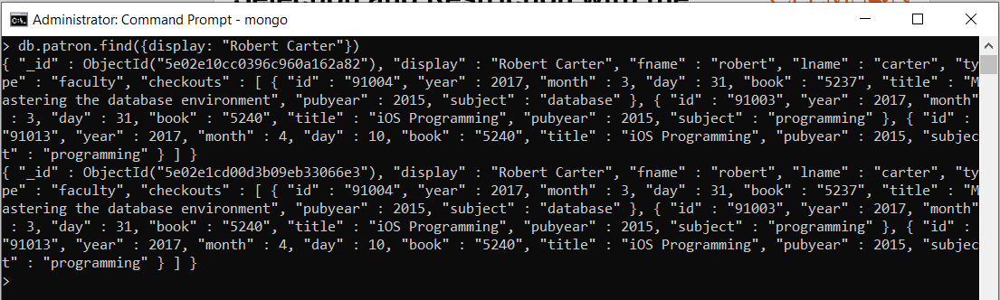 Selection and Restriction with the
Administrator: Command Prompt - mongo
> db.patron.find({display: "Robert Carter"})
{ "_id" : ObjectId("5e02e10cc0396c960a162a82"), "display" : "Robert Carter", "fname" : "robert", "lname" : "carter", "ty
pe" : "faculty", "checkouts" : [ { "id" : "91004", "year" : 2017, "month" : 3, "day" : 31, "book" : "5237", "title" : "M
astering the database environment", "pubyear" : 2015, "subject" : "database" }, { "id" : "91003", "year" : 2017, "month"
 : 3, "day" : 31, "book" : "5240", "title" : "iOS Programming", "pubyear" : 2015, "subject" : "programming" }, { "id" :
"91013", "year" : 2017, "month" : 4, "day" : 10, "book" : "5240", "title" : "iOS Programming", "pubyear" : 2015, "subjec
t" : "programming" } ] }
{ "_id" : ObjectId("5e02e1cd00d3b09eb33066e3"), "display" : "Robert Carter", "fname" : "robert", "lname" : "carter", "ty
pe" : "faculty", "checkouts" : [ { "id" : "91004", "year" : 2017, "month" : 3, "day" : 31, "book" : "5237", "title" : "M
astering the database environment", "pubyear" : 2015, "subject" : "database" }, { "id" : "91003", "year" : 2017, "month"
 : 3, "day" : 31, "book" : "5240", "title" : "iOS Programming", "pubyear" : 2015, "subject" : "programming" }, { "id" :
"91013", "year" : 2017, "month" : 4, "day" : 10, "book" : "5240", "title" : "iOS Programming", "pubyear" : 2015, "subjec
t" : "programming" } ] }
>